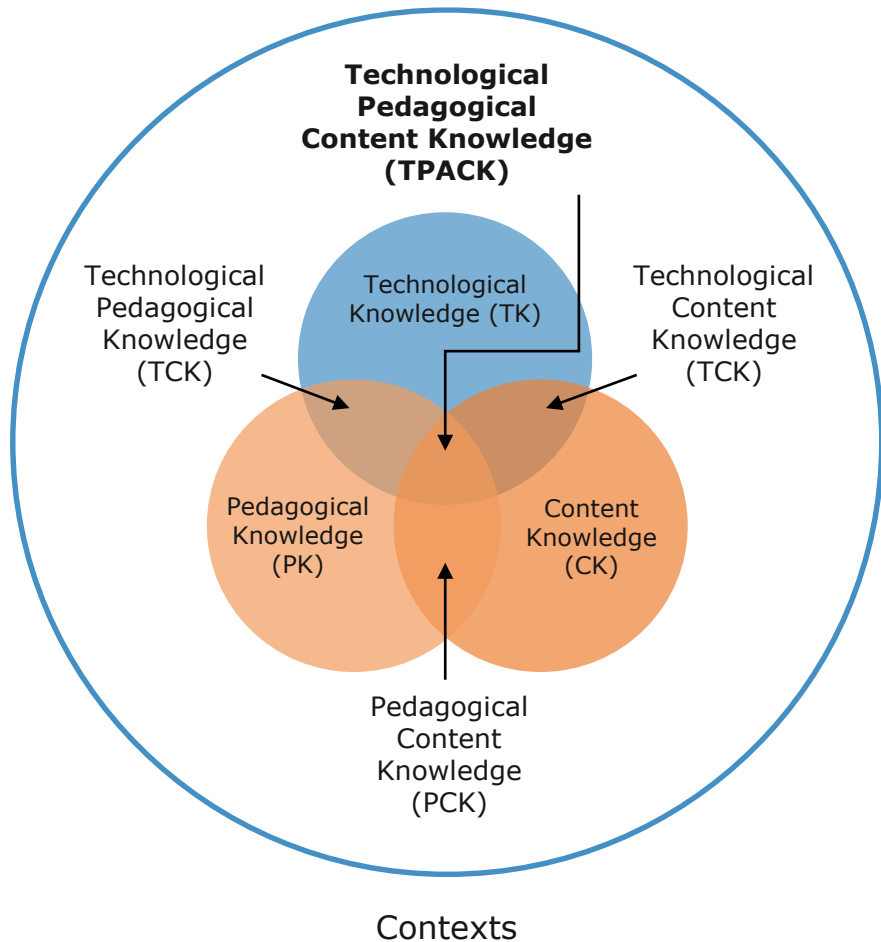 Technological
Pedagogical
Content Knowledge
(TPACK)
Technological
Pedagogical
Knowledge
(TCK)
Technological
Knowledge (TK)
Technological
Content
Knowledge
(TCK)
Pedagogical
Knowledge
(PK)
Content
Knowledge
(CK)
Pedagogical
Content
Knowledge
(PCK)
Contexts